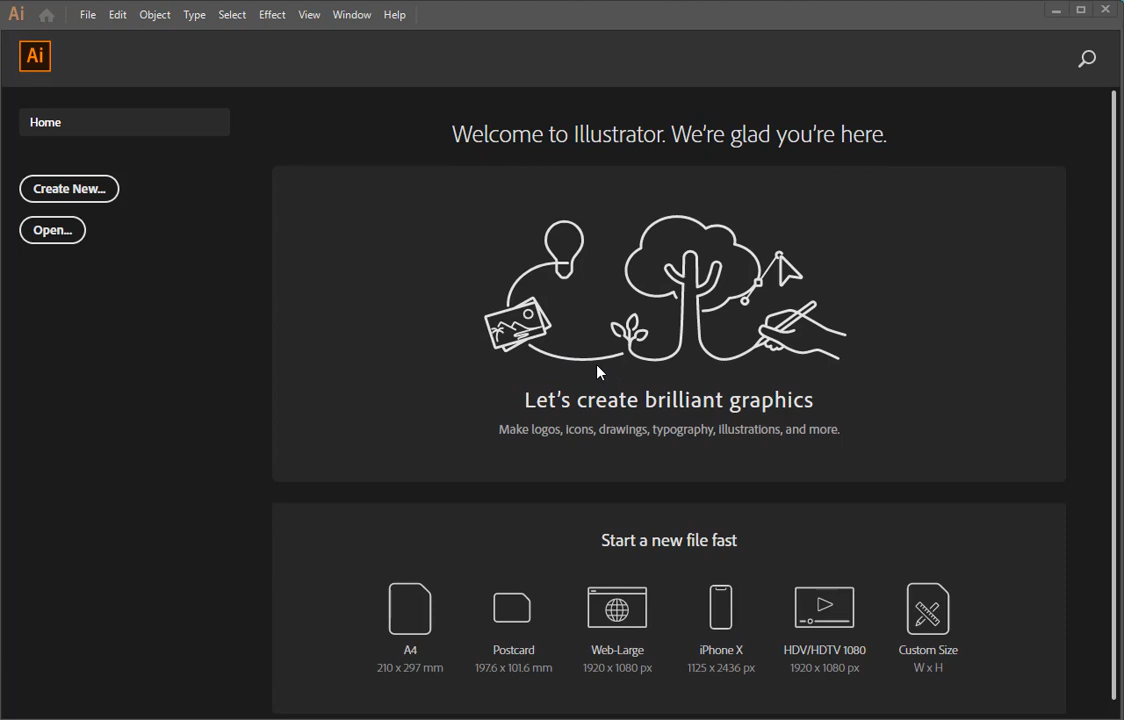 Ai File Edit Object Type Select Effect View Window Help
Ai
Home
Welcome to Illustrator. We're glad you're here.
Create New...
Open...
Let's create brilliant graphics
Make logos, icons, drawings, typography, illustrations, and more.
Start a new file fast
A4 Postcard Web-Large iPhone X HDV/HDTV 1080 Custom Size
210 x 297 mm 197.6 x 101.6 mm 1920 x 1080 px 1125 x 2436 px 1920 x 1080 px W x H